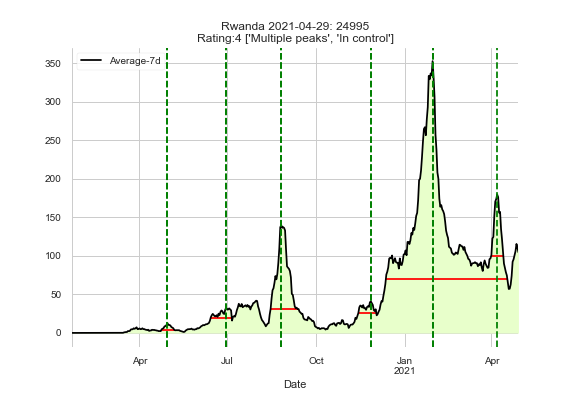 Rwanda 2021-04-29: 24995
Rating:4 ['Multiple peaks', 'In control']
Average-7d
350
300
250
200
150
100
50
0
Apr
Jul
Oct
Jan
2021
Apr
Date